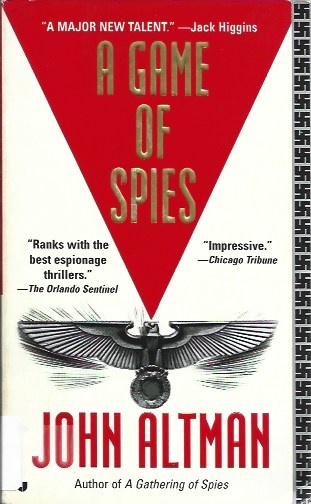 "A MAJOR NEW TALENT." —Jack Higgins
A GAME
OF
SPIES
"Ranks with the
best espionage
thrillers."
—The Orlando Sentinel
"Impressive."
—Chicago Tribune
JOHN ALTMAN
Author of A Gathering of Spies